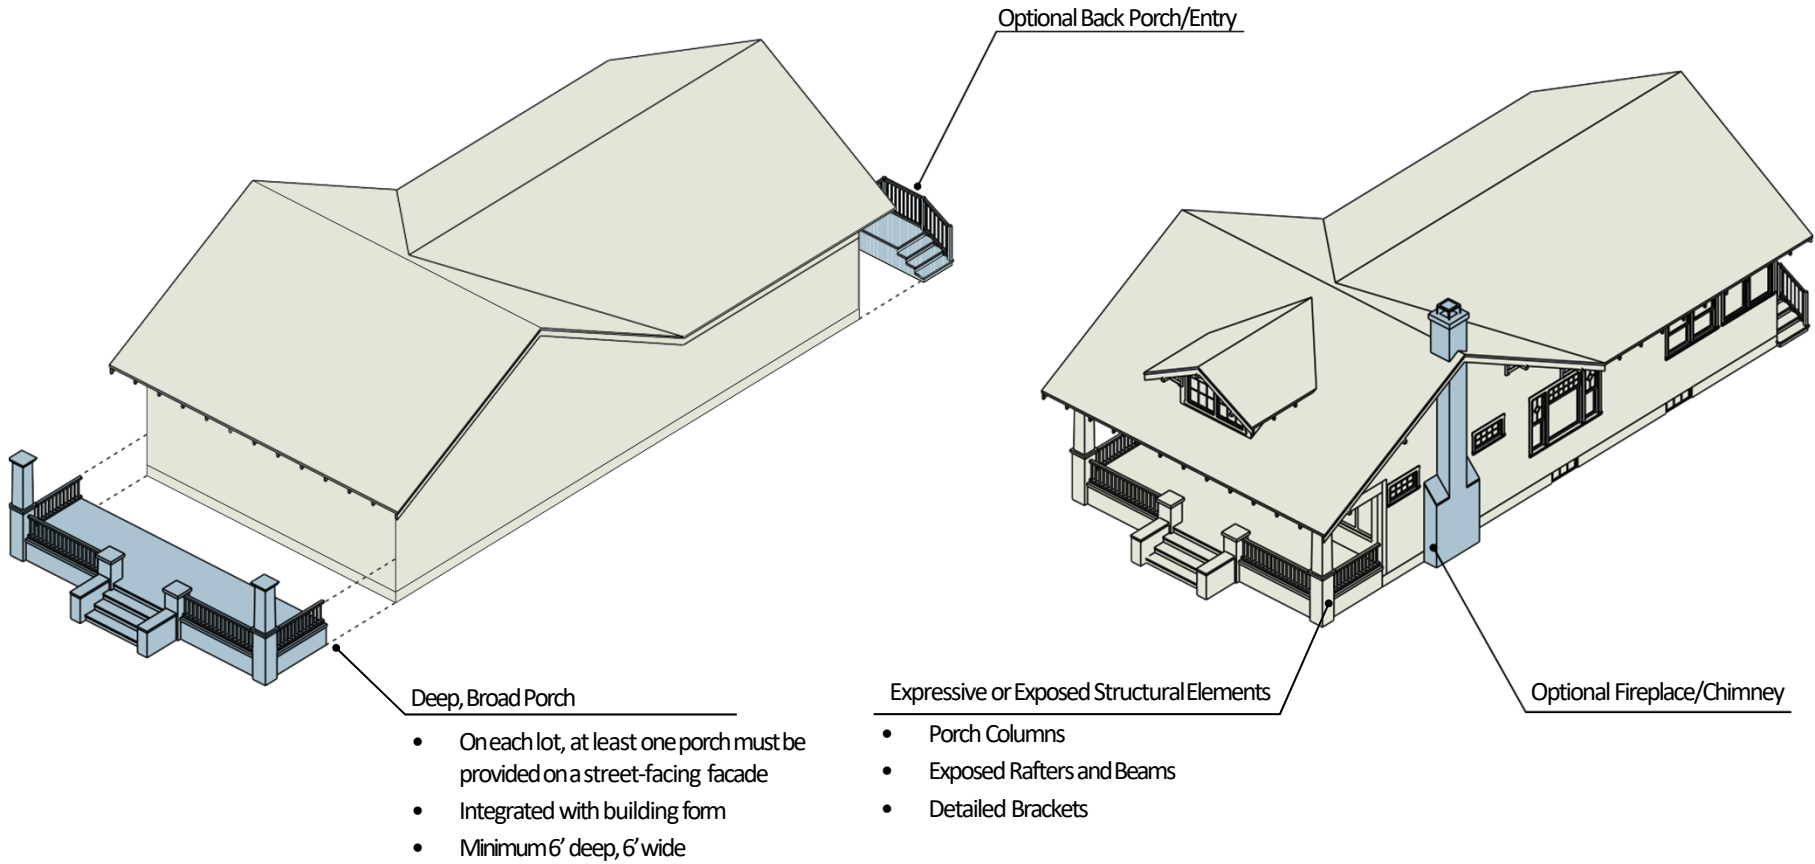 Optional Back Porch/Entry
Deep, Broad Porch
• On each lot, at least one porch must be
provided on a street-facing facade
• Integrated with building form
• Minimum 6' deep, 6' wide
Expressive or Exposed Structural Elements
• Porch Columns
• Exposed Rafters and Beams
• Detailed Brackets
Optional Fireplace/Chimney